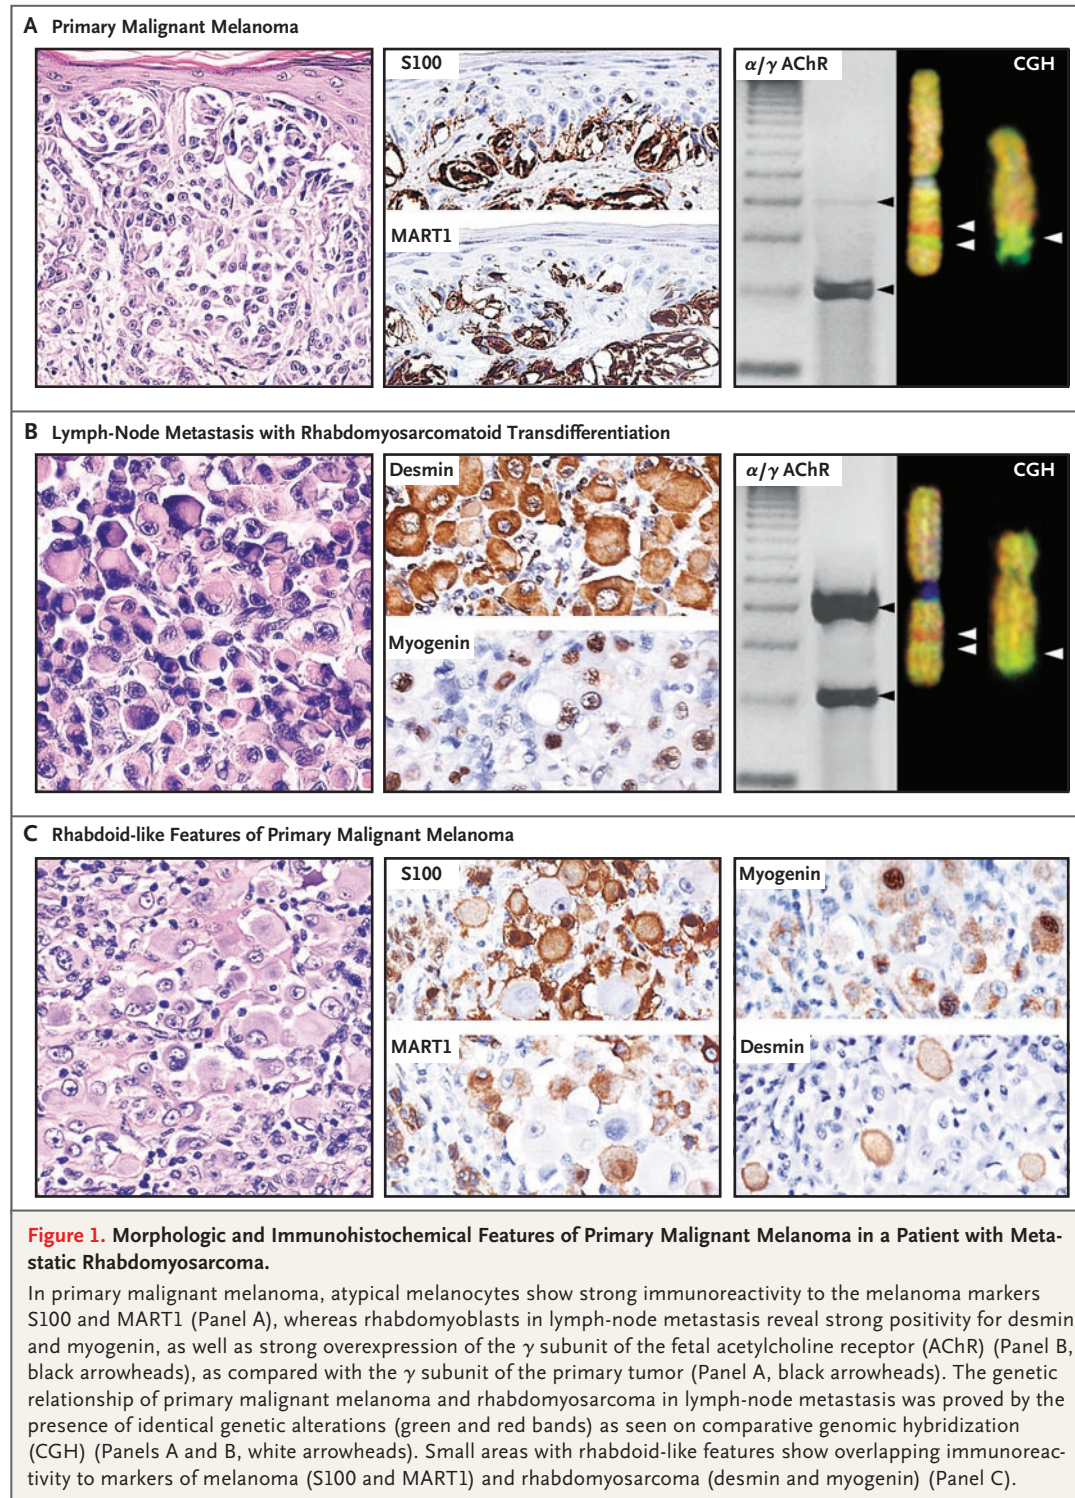 A Primary Malignant Melanoma
S100
MART1
α/γ AChR
CGH
B Lymph-Node Metastasis with Rhabdomyosarcomatoid Transdifferentiation
Desmin
Myogenin
α/γ AChR
CGH
C Rhabdoid-like Features of Primary Malignant Melanoma
S100
MART1
Myogenin
Desmin
Figure 1. Morphologic and Immunohistochemical Features of Primary Malignant Melanoma in a Patient with Meta-
static Rhabdomyosarcoma.
In primary malignant melanoma, atypical melanocytes show strong immunoreactivity to the melanoma markers
S100 and MART1 (Panel A), whereas rhabdomyoblasts in lymph-node metastasis reveal strong positivity for desmin
and myogenin, as well as strong overexpression of the γ subunit of the fetal acetylcholine receptor (AChR) (Panel B,
black arrowheads), as compared with the γ subunit of the primary tumor (Panel A, black arrowheads). The genetic
relationship of primary malignant melanoma and rhabdomyosarcoma in lymph-node metastasis was proved by the
presence of identical genetic alterations (green and red bands) as seen on comparative genomic hybridization
(CGH) (Panels A and B, white arrowheads). Small areas with rhabdoid-like features show overlapping immunoreac-
tivity to markers of melanoma (S100 and MART1) and rhabdomyosarcoma (desmin and myogenin) (Panel C).